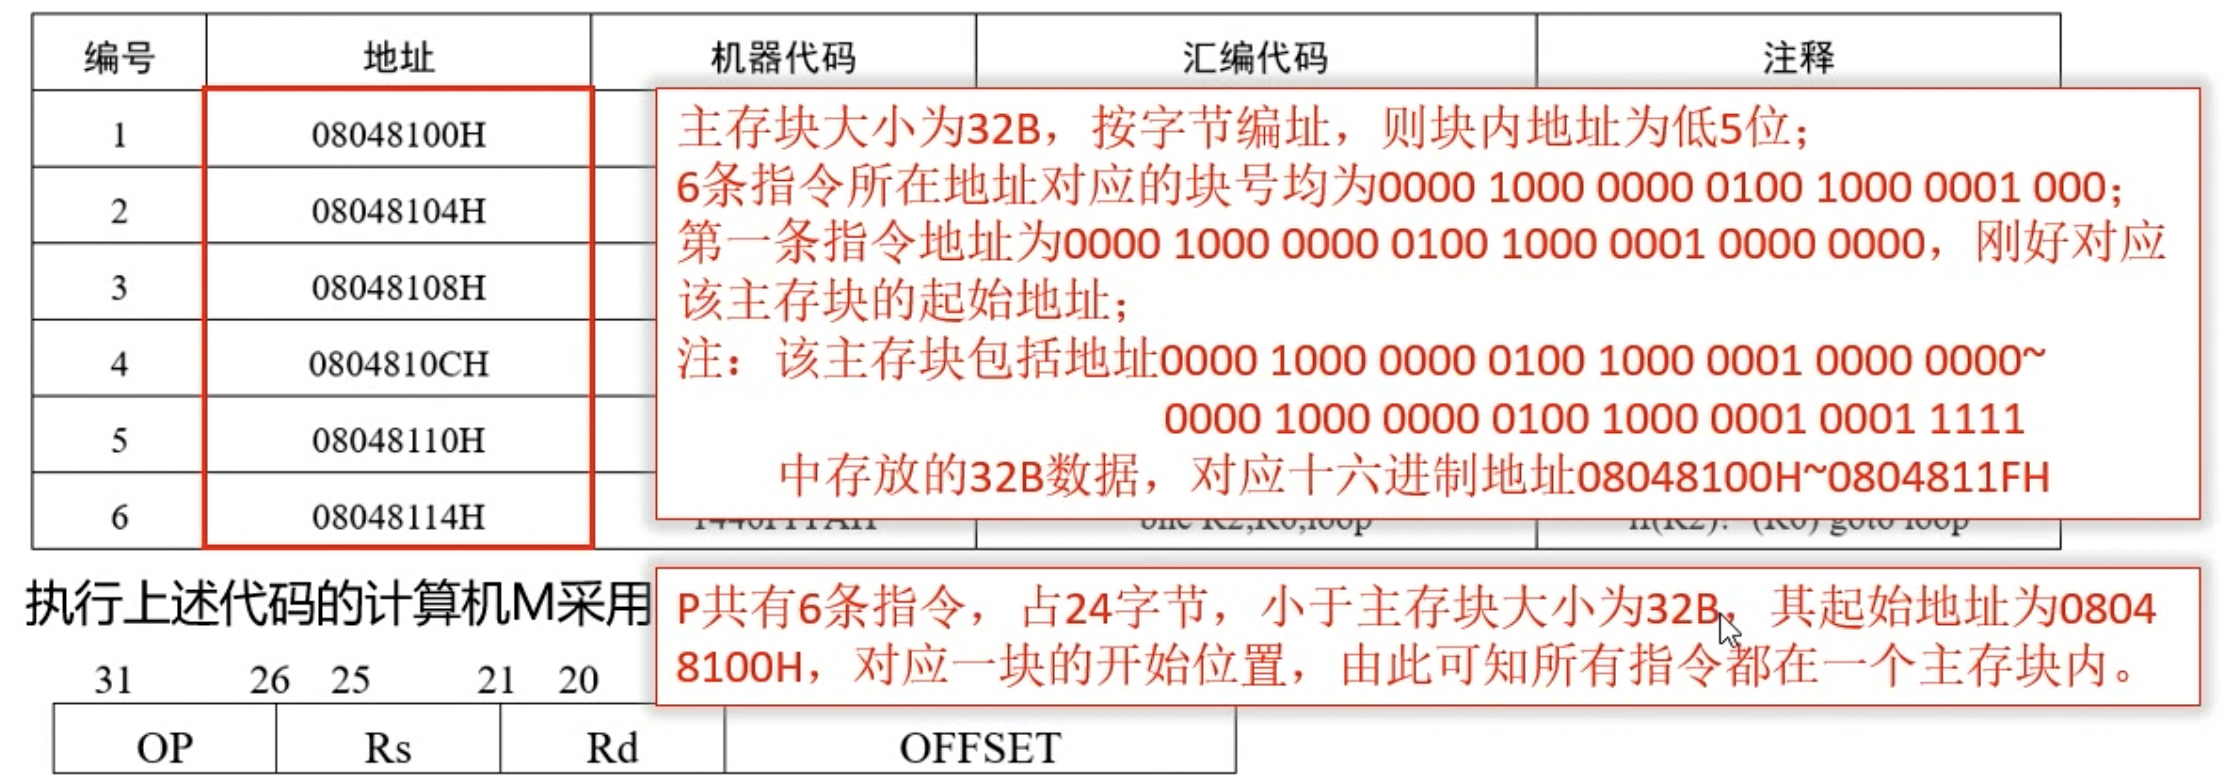 编号 地址 机器代码 汇编代码 注释
1 08048100H
2 08048104H
3 08048108H
4 0804810CH
5 08048110H
6 08048114H
主存块大小为32B，按字节编址，则块内地址为低5位；
6条指令所在地址对应的块号均为0000 1000 0000 0100 1000 0001 000；
第一条指令地址为0000 1000 0000 0100 1000 0001 0000 0000，刚好对应
该主存块的起始地址；
注：该主存块包括地址0000 1000 0000 0100 1000 0001 0000 0000~
0000 1000 0000 0100 1000 0001 0001 1111
中存放的32B数据，对应十六进制地址08048100H~0804811FH
执行上述代码的计算机M采用
P共有6条指令，占24字节，小于主存块大小为32B，其起始地址为0804
8100H，对应一块的开始位置，由此可知所有指令都在一个主存块内。
31 26 25 21 20
OP Rs Rd OFFSET